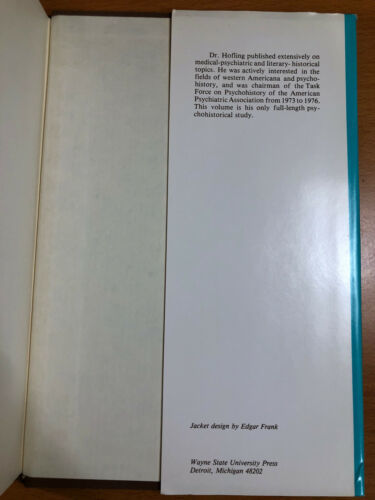 Dr. Hofling published extensively on
medical-psychiatric and literary- historical
topics. He was actively interested in the
fields of western Americana and psycho-
history, and was chairman of the Task
Force on Psychohistory of the American
Psychiatric Association from 1973 to 1976.
This volume is his only full-length psy-
chohistorical study.
Jacket design by Edgar Frank
Wayne State University Press
Detroit, Michigan 48202